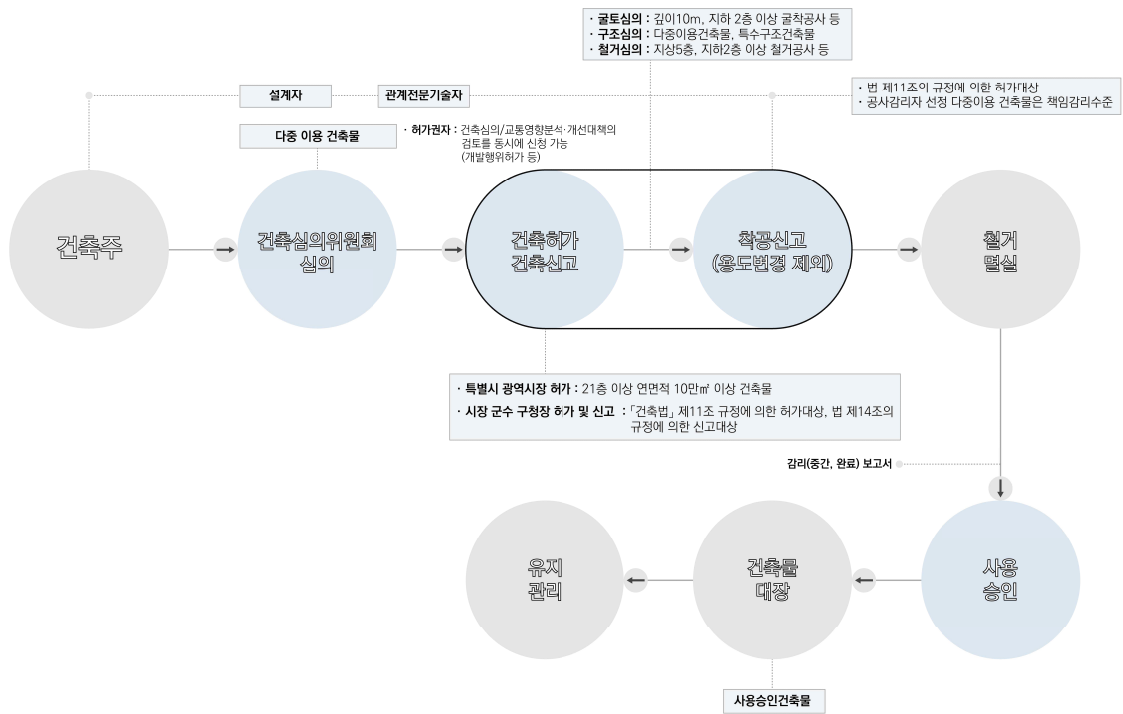 · 굴토심의 : 깊이10m, 지하 2층 이상 굴착공사 등
· 구조심의 : 다중이용건축물, 특수구조건축물
· 철거심의 : 지상5층, 지하2층 이상 철거공사 등
설계자
관계전문기술자
· 법 제11조의 규정에 의한 허가대상
· 공사감리자 선정 다중이용 건축물은 책임감리수준
다중 이용 건축물
· 허가권자 : 건축심의/교통영향분석·개선대책의
검토를 동시에 신청 가능
(개발행위허가 등)
건축주
건축심의위원회
심의
건축허가
건축신고
착공신고
(용도변경 제외)
철거
멸실
· 특별시 광역시장 허가 : 21층 이상 연면적 10만㎡ 이상 건축물
· 시장 군수 구청장 허가 및 신고 : 「건축법」 제11조 규정에 의한 허가대상, 법 제14조의
규정에 의한 신고대상
감리(중간, 완료) 보고서
유지
관리
건축물
대장
사용
승인
사용승인건축물